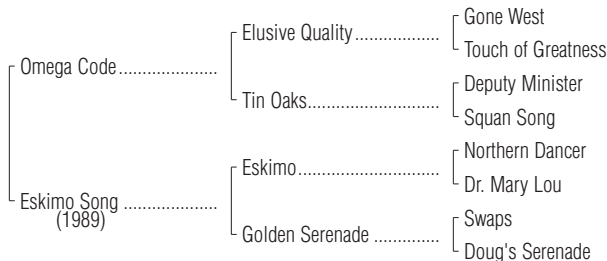 Gone West
Elusive Quality..................
Touch of Greatness
Omega Code.....................
Deputy Minister
Tin Oaks............................
Squan Song
Northern Dancer
Eskimo..............................
Dr. Mary Lou
Eskimo Song ....................
(1989)
Swaps
Golden Serenade ..............
Doug's Serenade